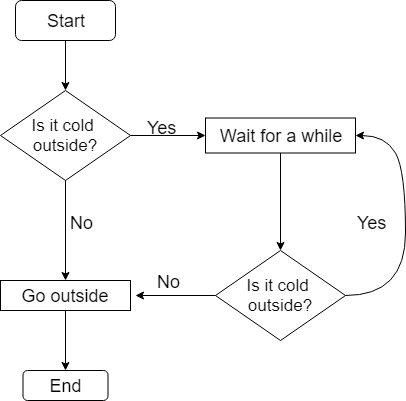 Start
Is it cold
outside?
Yes
Wait for a while
No
Yes
Is it cold
outside?
No
Go outside
End